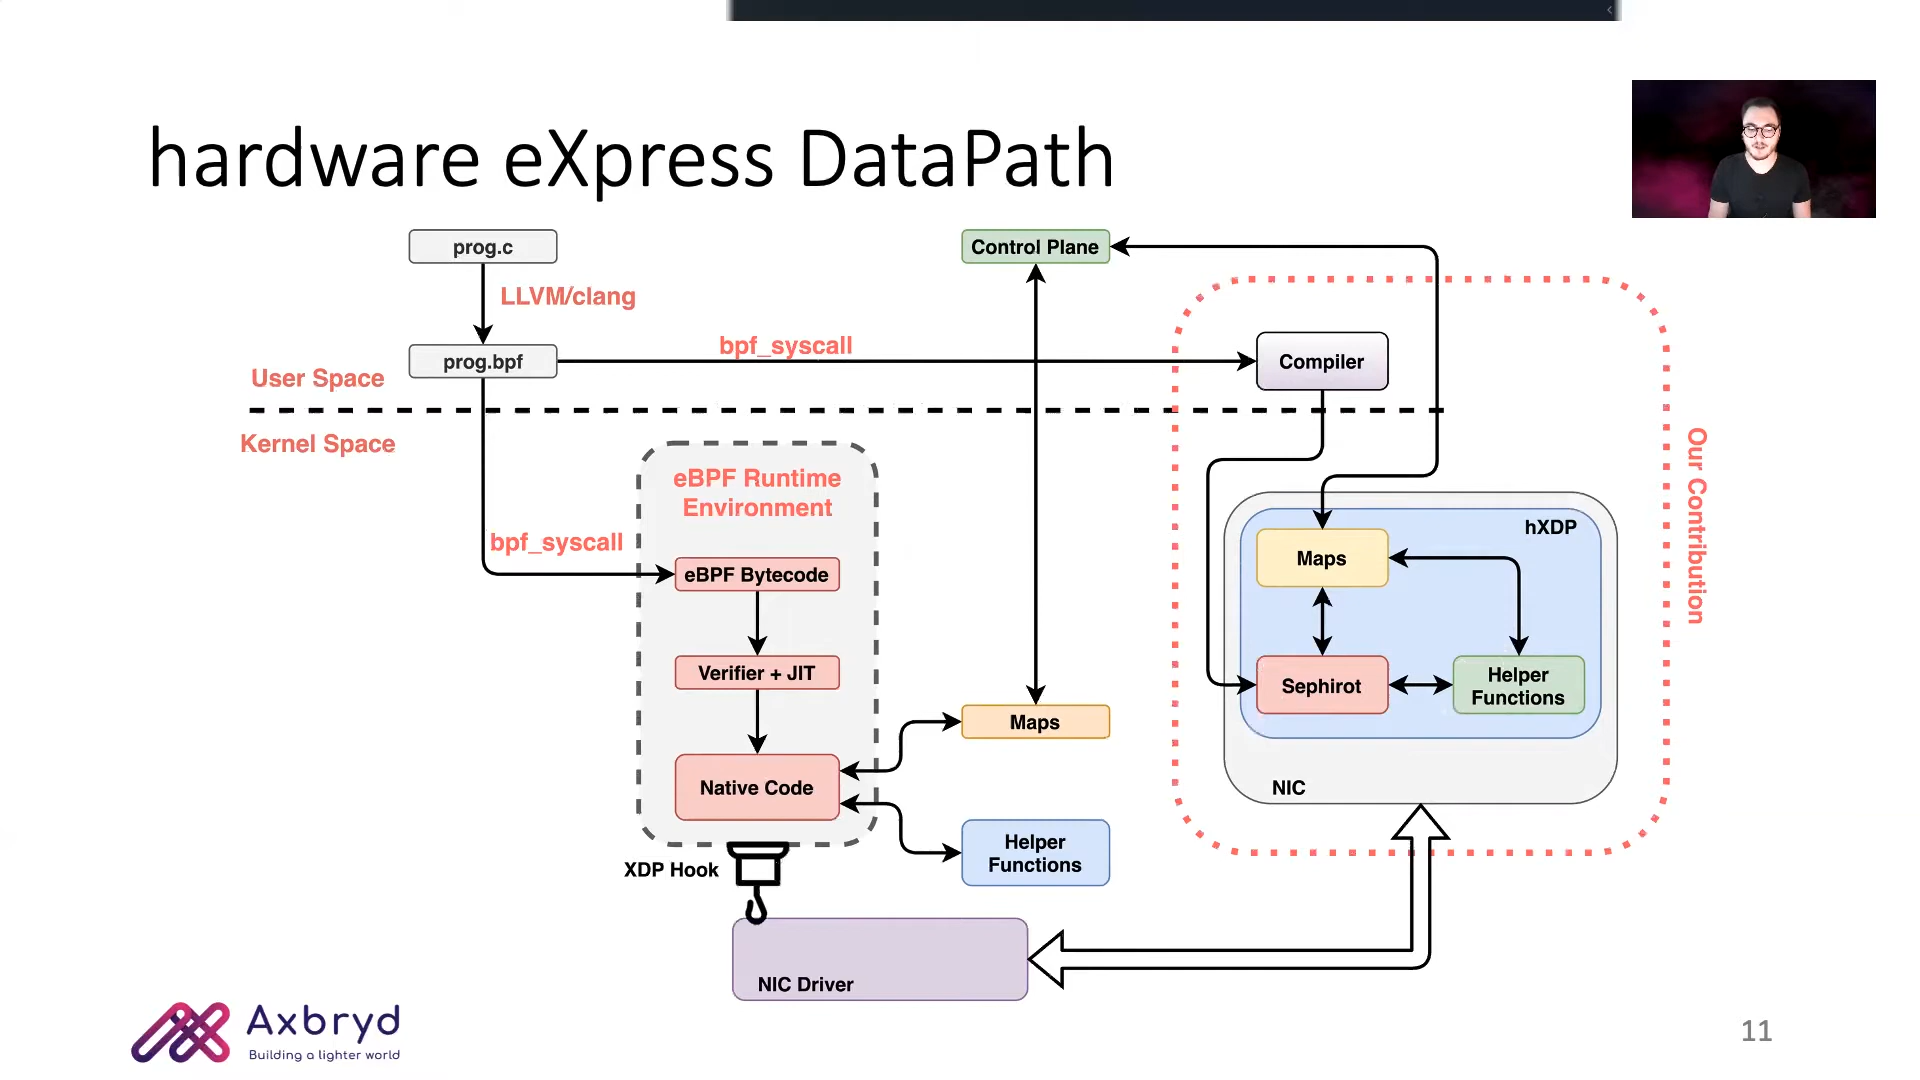 hardware eXpress DataPath
prog.c
Control Plane
LLVM/clang
bpf_syscall
prog.bpf
Compiler
User Space
Kernel Space
eBPF Runtime
Environment
Our Contribution
hXDP
bpf_syscall
Maps
eBPF Bytecode
Verifier + JIT
Sephirot
Helper
Functions
Maps
Native Code
NIC
Helper
Functions
XDP Hook
NIC Driver
Axbryd
Building a lighter world
11